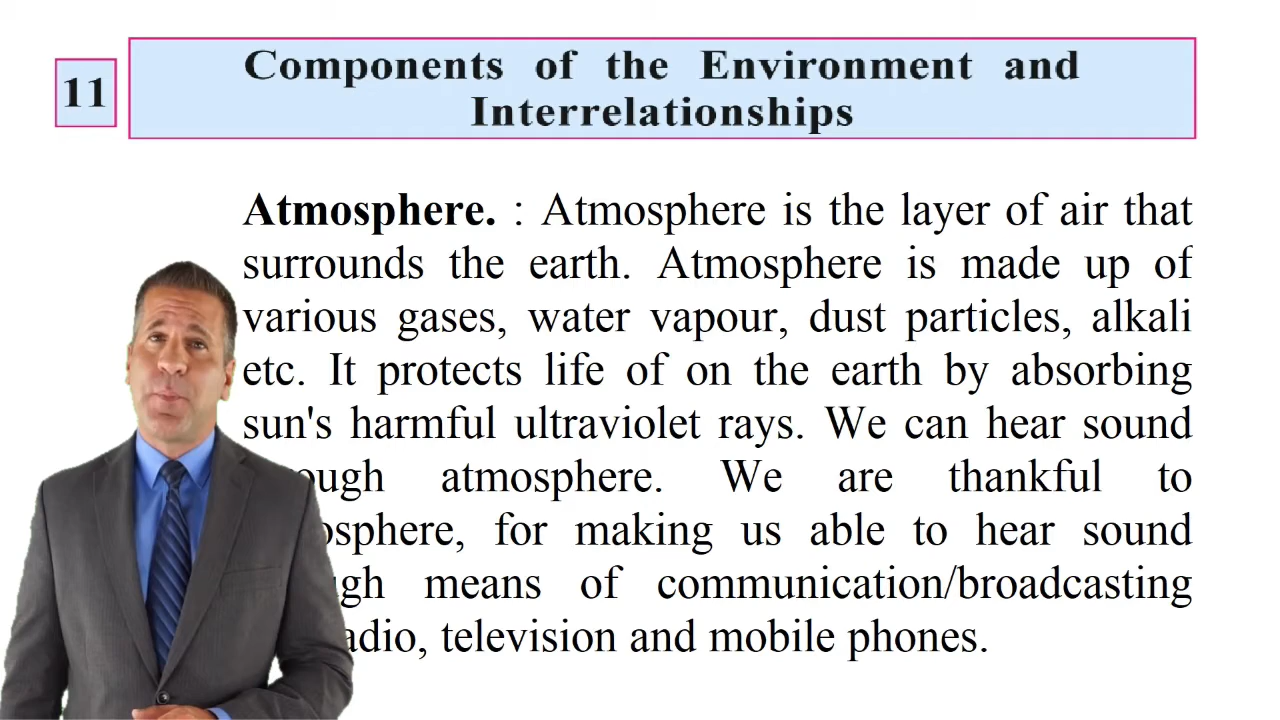 11
Components of the Environment and
Interrelationships
Atmosphere. : Atmosphere is the layer of air that
surrounds the earth. Atmosphere is made up of
various gases, water vapour, dust particles, alkali
etc. It protects life of on the earth by absorbing
sun's harmful ultraviolet rays. We can hear sound
atmosphere. We are thankful to
for making us able to hear sound
means of communication/broadcasting
television and mobile phones.